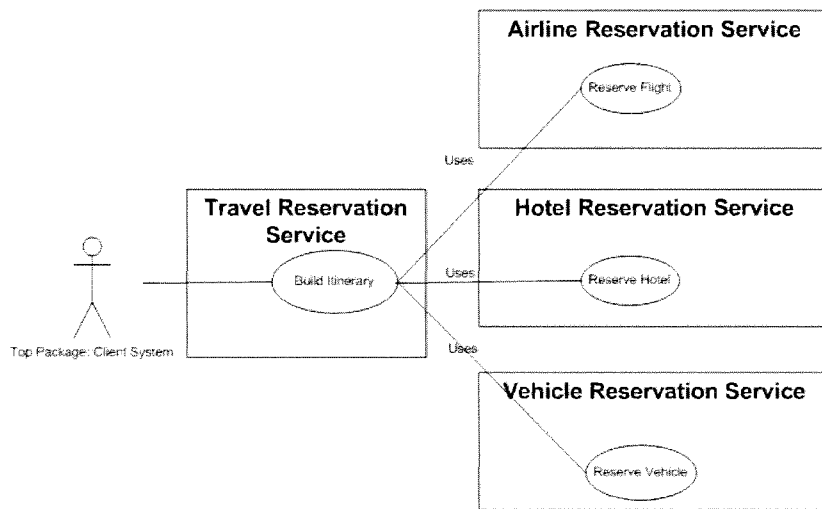 Airline Reservation Service
Reserve Flight
Uses
Travel Reservation
Service
Build Itinerary
Hotel Reservation Service
Uses
Reserve Hotel
Top Package: Client System
Uses
Vehicle Reservation Service
Reserve Vehicle